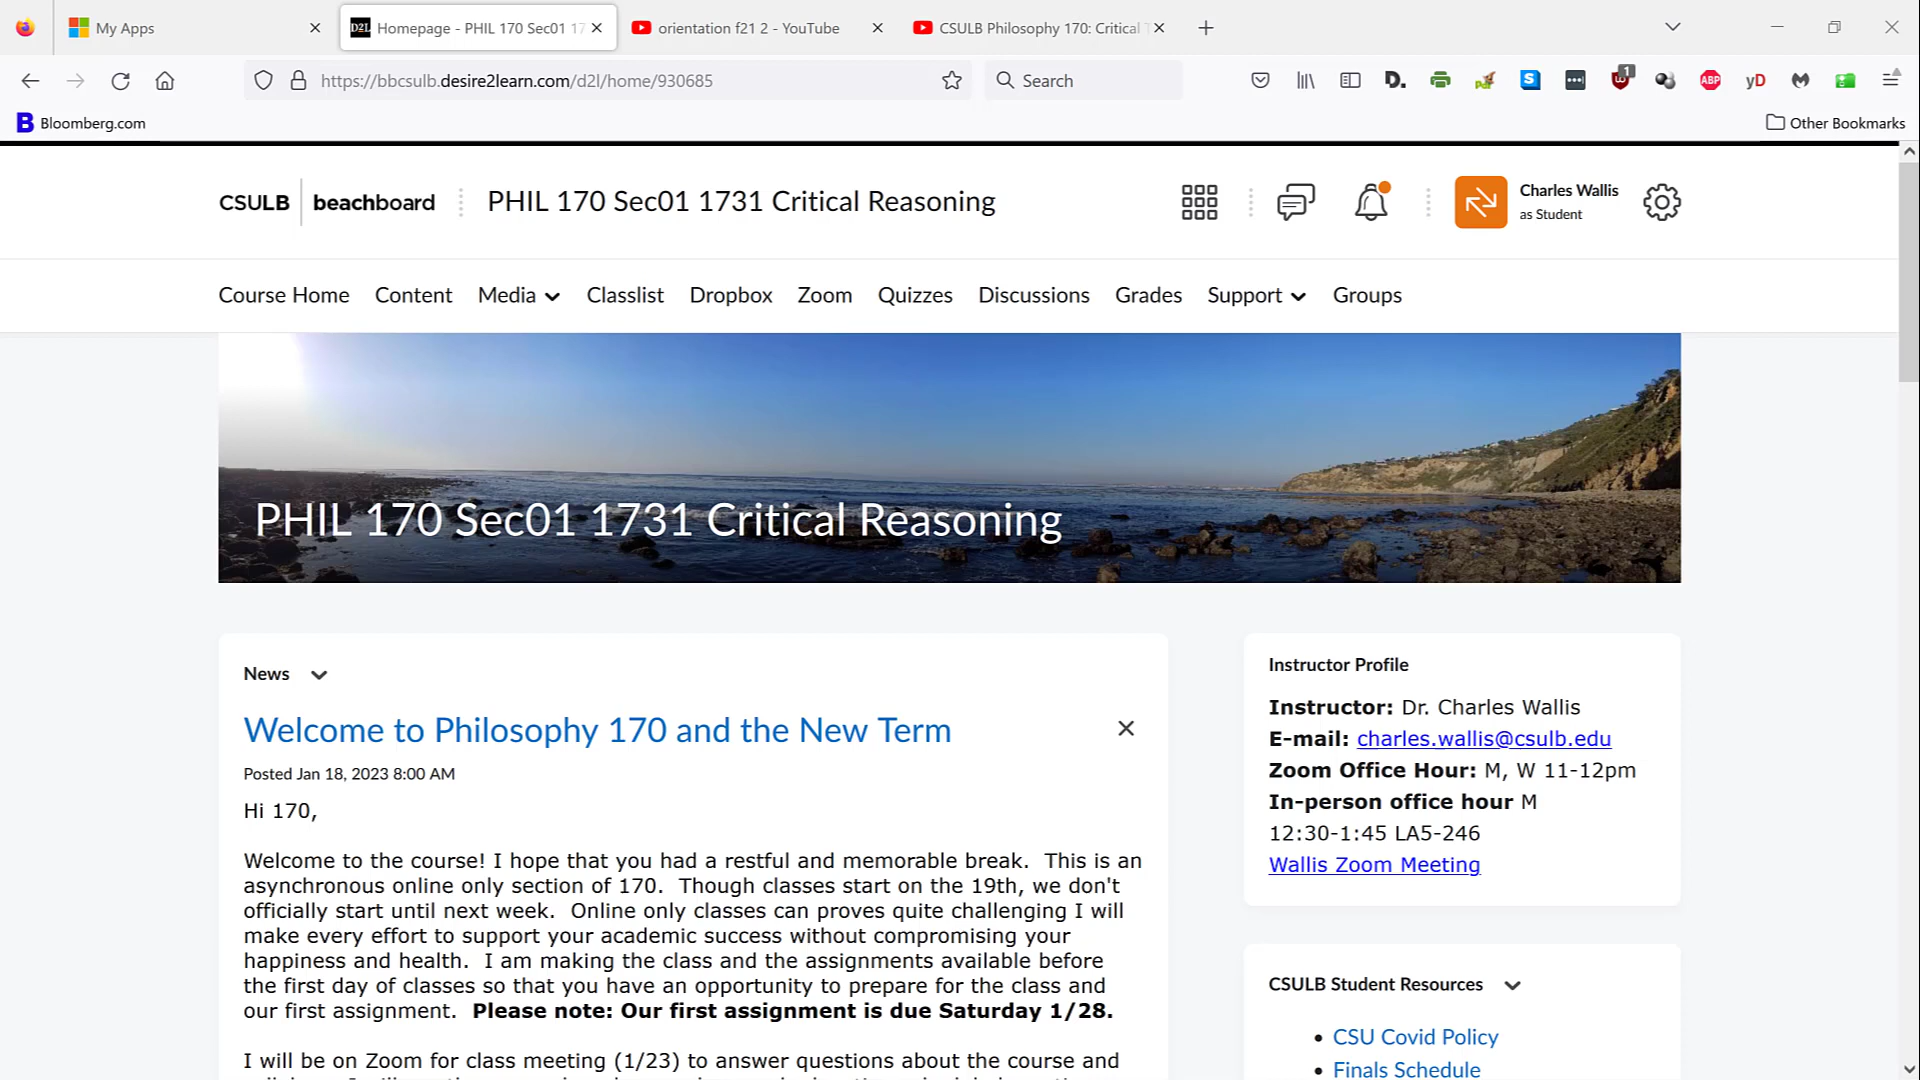 My Apps
D2L Homepage - PHIL 170 Sec01 17
orientation f21 2 - YouTube
CSULB Philosophy 170: Critical T
https://bbcsulb.desire2learn.com/d2l/home/930685
Search
D.
S
1
ABP
yD
B Bloomberg.com
Other Bookmarks
CSULB beachboard
PHIL 170 Sec01 1731 Critical Reasoning
Charles Wallis
as Student
Course Home Content Media Classlist Dropbox Zoom Quizzes Discussions Grades Support Groups
PHIL 170 Sec01 1731 Critical Reasoning
News
Welcome to Philosophy 170 and the New Term
Posted Jan 18, 2023 8:00 AM
Hi 170,
Welcome to the course! I hope that you had a restful and memorable break. This is an
asynchronous online only section of 170. Though classes start on the 19th, we don't
officially start until next week. Online only classes can proves quite challenging I will
make every effort to support your academic success without compromising your
happiness and health. I am making the class and the assignments available before
the first day of classes so that you have an opportunity to prepare for the class and
our first assignment. Please note: Our first assignment is due Saturday 1/28.
I will be on Zoom for class meeting (1/23) to answer questions about the course and
Instructor Profile
Instructor: Dr. Charles Wallis
E-mail: charles.wallis@csulb.edu
Zoom Office Hour: M, W 11-12pm
In-person office hour M
12:30-1:45 LA5-246
Wallis Zoom Meeting
CSULB Student Resources
CSU Covid Policy
Finals Schedule